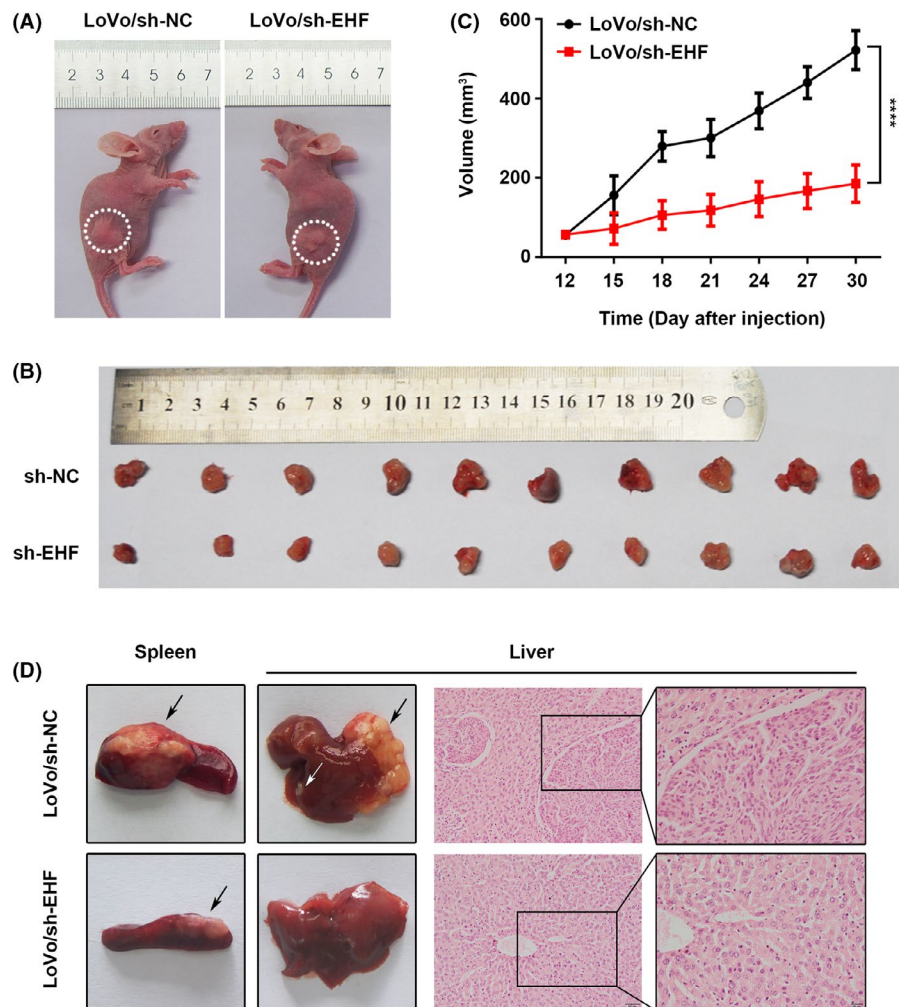 (A)
LoVo/sh-NC
LoVo/sh-EHF
2 3 4 5 6 7
2 3 4 5 6 7
(C)
LoVo/sh-NC
LoVo/sh-EHF
Volume (mm³)
600
400
200
0
12 15 18 21 24 27 30
Time (Day after injection)
****
(B)
cm 1 2 3 4 5 6 7 8 9 10 11 12 13 14 15 16 17 18 19 20
sh-NC
sh-EHF
(D)
Spleen
Liver
LoVo/sh-NC
LoVo/sh-EHF